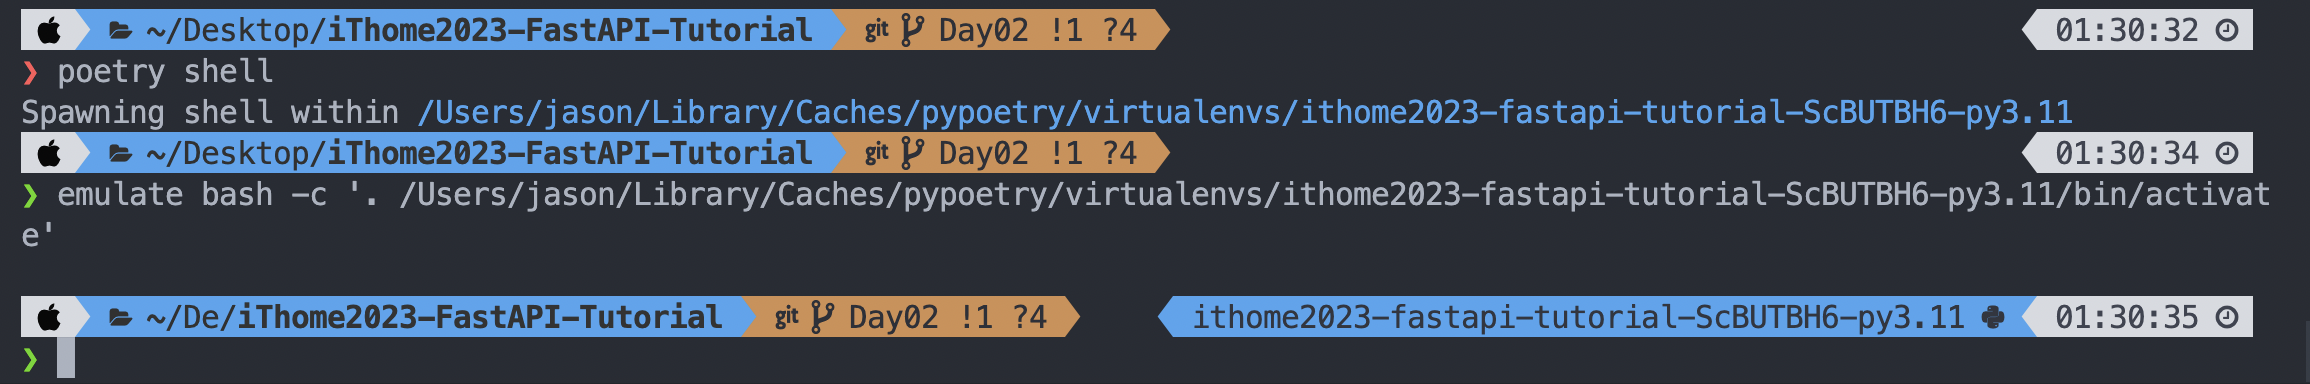 ~/Desktop/iThome2023-FastAPI-Tutorial git Day02 !1 ?4 01:30:32
❯ poetry shell
Spawning shell within /Users/jason/Library/Caches/pypoetry/virtualenvs/ithome2023-fastapi-tutorial-ScBUTBH6-py3.11
~/Desktop/iThome2023-FastAPI-Tutorial git Day02 !1 ?4 01:30:34
❯ emulate bash -c '. /Users/jason/Library/Caches/pypoetry/virtualenvs/ithome2023-fastapi-tutorial-ScBUTBH6-py3.11/bin/activat
e'
~/De/iThome2023-FastAPI-Tutorial git Day02 !1 ?4 ithome2023-fastapi-tutorial-ScBUTBH6-py3.11 01:30:35
❯